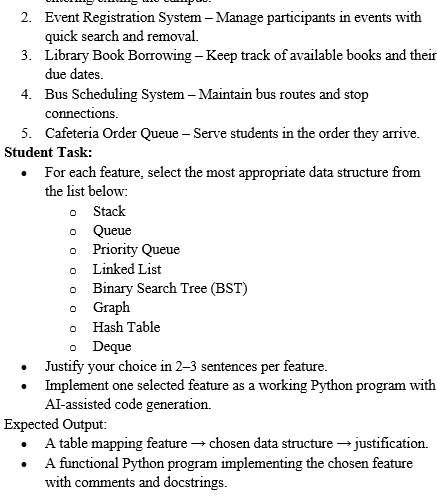 2. Event Registration System – Manage participants in events with
quick search and removal.
3. Library Book Borrowing – Keep track of available books and their
due dates.
4. Bus Scheduling System – Maintain bus routes and stop
connections.
5. Cafeteria Order Queue – Serve students in the order they arrive.
Student Task:
• For each feature, select the most appropriate data structure from
the list below:
o Stack
o Queue
o Priority Queue
o Linked List
o Binary Search Tree (BST)
o Graph
o Hash Table
o Deque
• Justify your choice in 2–3 sentences per feature.
• Implement one selected feature as a working Python program with
AI-assisted code generation.
Expected Output:
• A table mapping feature → chosen data structure → justification.
• A functional Python program implementing the chosen feature
with comments and docstrings.